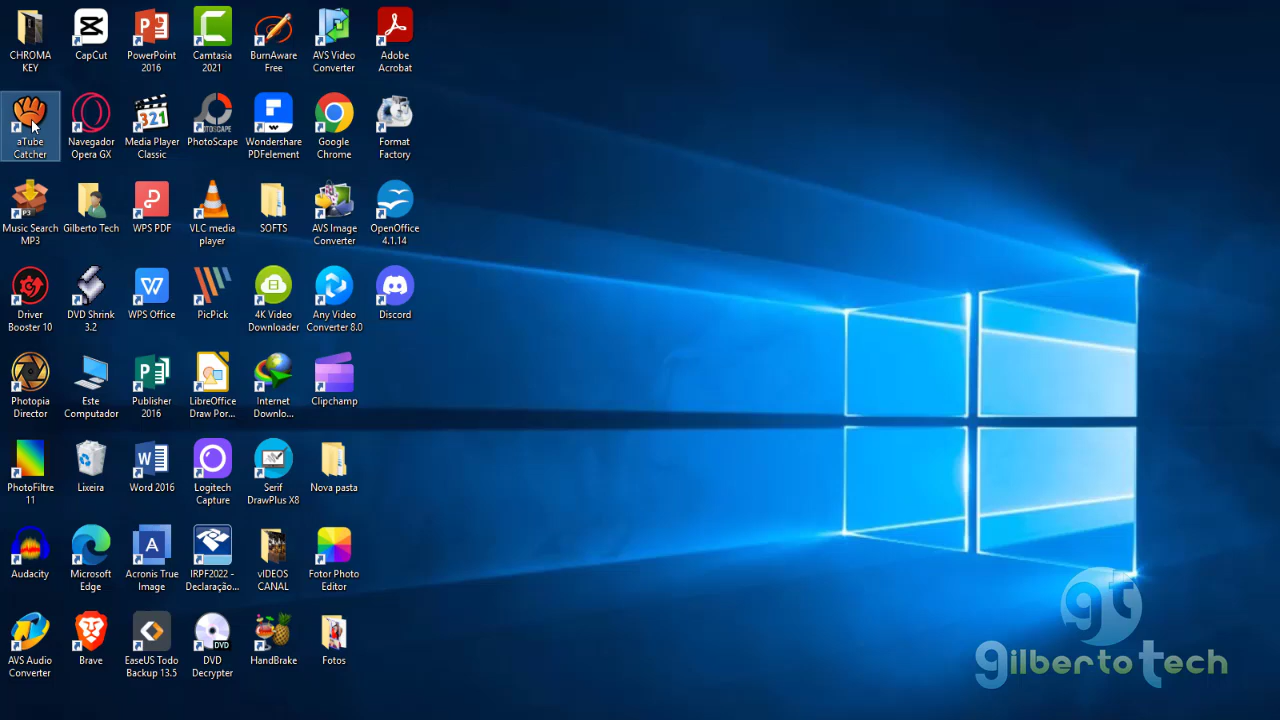 CHROMA
KEY
CapCut
PowerPoint
2016
Camtasia
2021
BurnAware
Free
AVS Video
Converter
Adobe
Acrobat
aTube
Catcher
Navegador
Opera GX
321
Media Player
Classic
PHOTOSCAPE
PhotoScape
Wondershare
PDFelement
Google
Chrome
Format
Factory
P3
Music Search
MP3
Gilberto Tech
WPS PDF
VLC media
player
SOFTS
AVS Image
Converter
OpenOffice
4.1.14
Driver
Booster 10
DVD Shrink
3.2
WPS Office
PicPick
4K Video
Downloader
Any Video
Converter 8.0
Discord
Photopia
Director
Este
Computador
Publisher
2016
LibreOffice
Draw Por...
Internet
Downlo...
Clipchamp
PhotoFiltre
11
Lixeira
Word 2016
Logitech
Capture
Serif
DrawPlus X8
Nova pasta
Audacity
Microsoft
Edge
A
Acronis True
Image
IRPF2022 -
Declaração...
vIDEOS
CANAL
Fotor Photo
Editor
AVS Audio
Converter
Brave
EaseUS Todo
Backup 13.5
DVD
DVD
Decrypter
HandBrake
Fotos
gt
gilberto tech